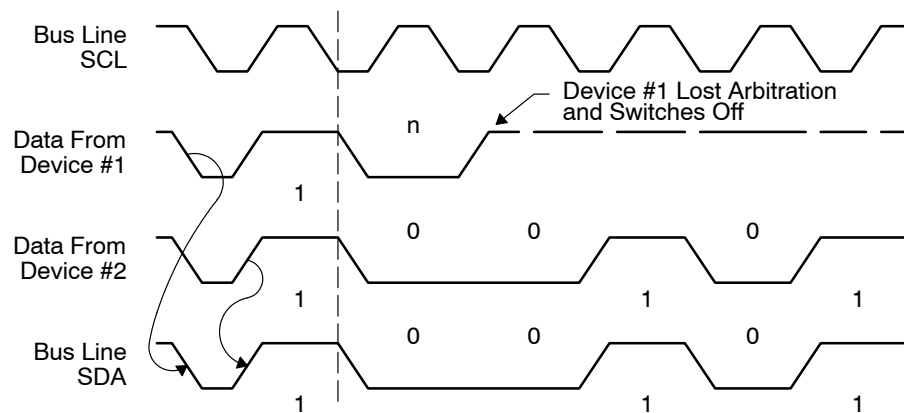 Bus Line
SCL
Device #1 Lost Arbitration
and Switches Off
n
Data From
Device #1
1
0 0 0
Data From
Device #2
1 1 1
0 0 0
Bus Line
SDA
1 1 1